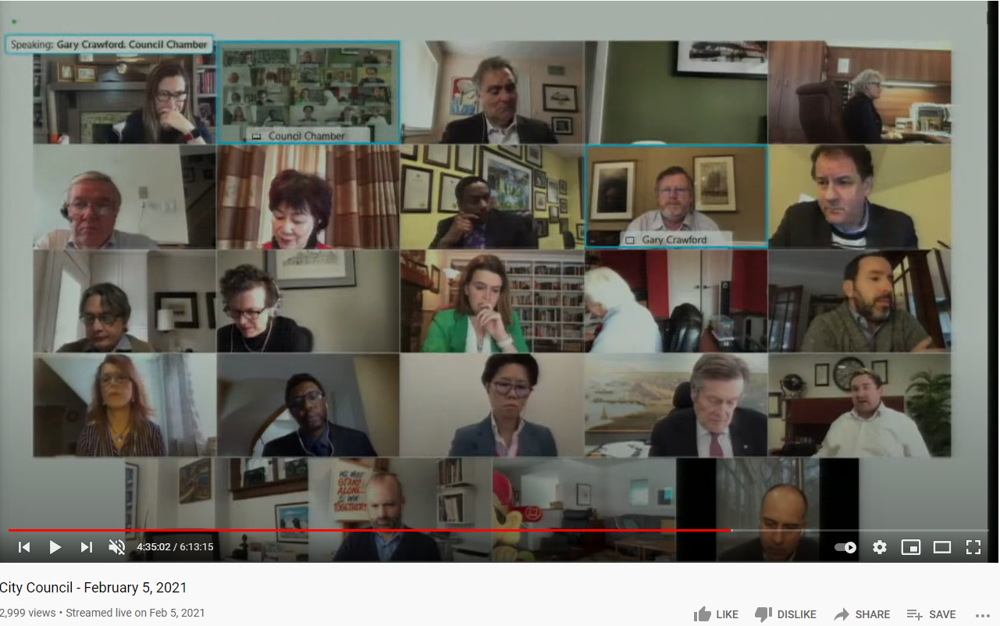 Speaking: Gary Crawford. Council Chamber
Council Chamber
Gary Crawford
WE MUST
STAND
ALONE...
TOGETHER!
4:35:02 / 6:13:15
City Council - February 5, 2021
2,999 views • Streamed live on Feb 5, 2021
LIKE
DISLIKE
SHARE
SAVE